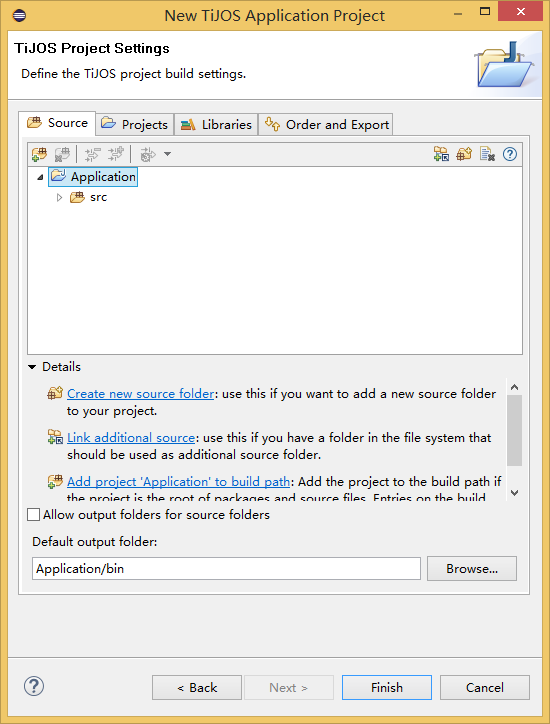 New TiJOS Application Project
TiJOS Project Settings
Define the TiJOS project build settings.
Source
Projects
Libraries
Order and Export
Application
src
Details
Create new source folder: use this if you want to add a new source folder
to your project.
Link additional source: use this if you have a folder in the file system that
should be used as additional source folder.
Add project 'Application' to build path: Add the project to the build path if
the project is the root of packages and source files. Entries on the build
Allow output folders for source folders
Default output folder:
Application/bin
Browse...
< Back
Next >
Finish
Cancel